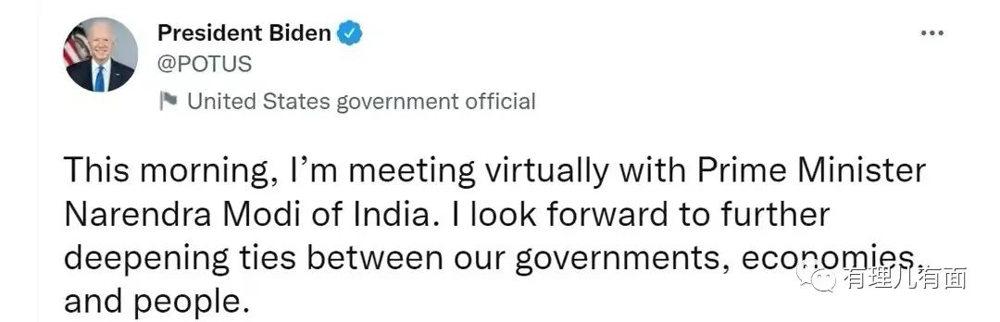 President Biden
@POTUS
United States government official
This morning, I’m meeting virtually with Prime Minister
Narendra Modi of India. I look forward to further
deepening ties between our governments, economies,
and people.
有理儿有面